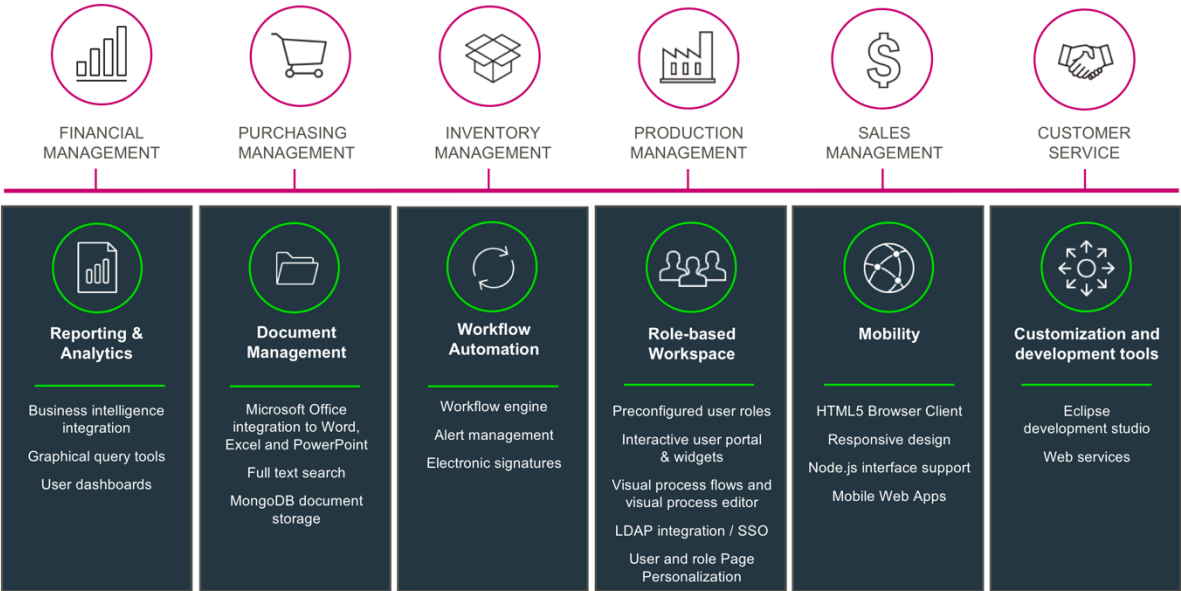 FINANCIAL
MANAGEMENT
PURCHASING
MANAGEMENT
INVENTORY
MANAGEMENT
PRODUCTION
MANAGEMENT
SALES
MANAGEMENT
CUSTOMER
SERVICE
Reporting &
Analytics
Business intelligence
integration
Graphical query tools
User dashboards
Document
Management
Microsoft Office
integration to Word,
Excel and PowerPoint
Full text search
MongoDB document
storage
Workflow
Automation
Workflow engine
Alert management
Electronic signatures
Role-based
Workspace
Preconfigured user roles
Interactive user portal
& widgets
Visual process flows and
visual process editor
LDAP integration / SSO
User and role Page
Personalization
Mobility
HTML5 Browser Client
Responsive design
Node.js interface support
Mobile Web Apps
Customization and
development tools
Eclipse
development studio
Web services